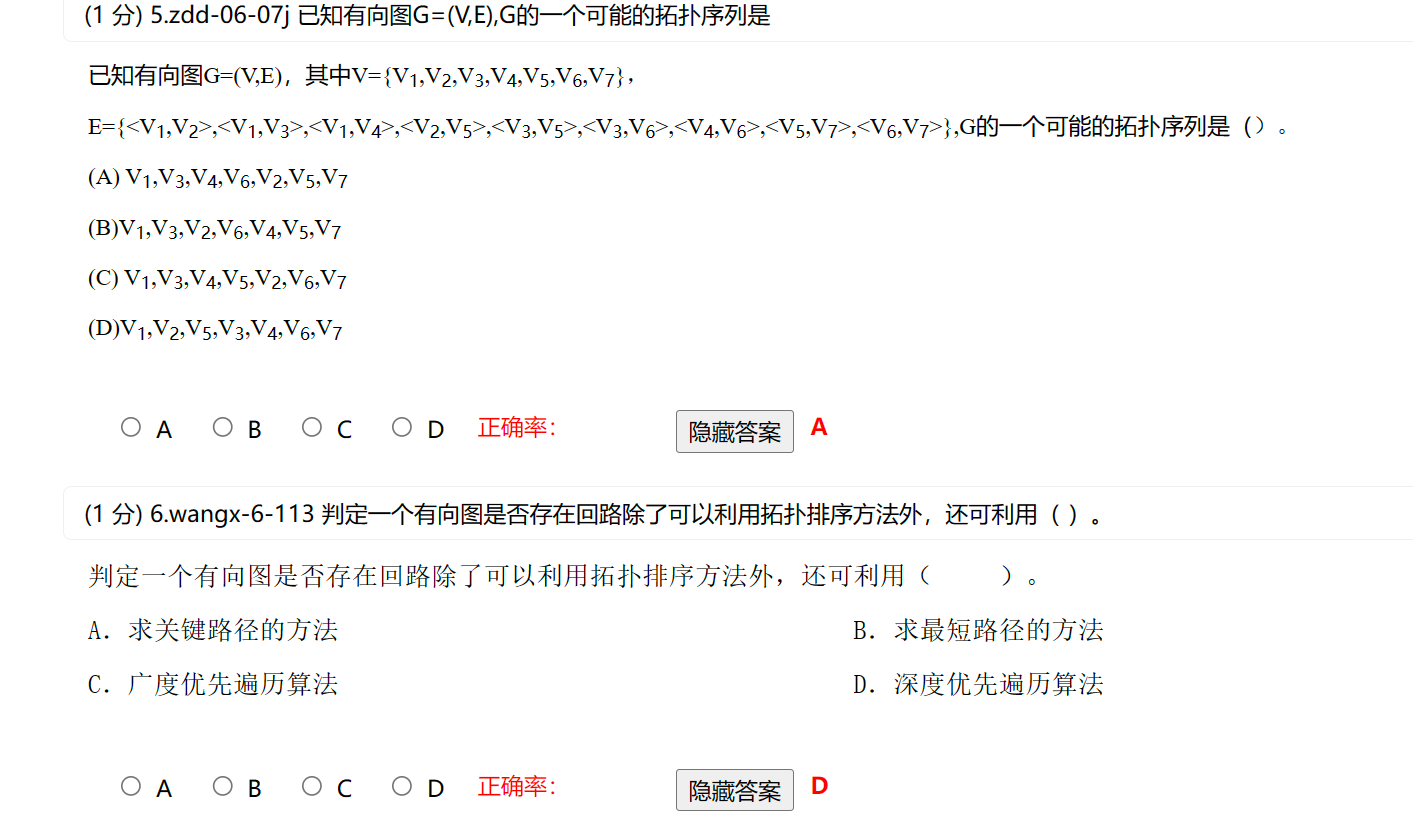 (1 分) 5.zdd-06-07j 已知有向图G=(V,E),G的一个可能的拓扑序列是
已知有向图G=(V,E)，其中V={V1,V2,V3,V4,V5,V6,V7}，
E={<V1,V2>,<V1,V3>,<V1,V4>,<V2,V5>,<V3,V5>,<V3,V6>,<V4,V6>,<V5,V7>,<V6,V7>},G的一个可能的拓扑序列是（）。
(A) V1,V3,V4,V6,V2,V5,V7
(B)V1,V3,V2,V6,V4,V5,V7
(C) V1,V3,V4,V5,V2,V6,V7
(D)V1,V2,V5,V3,V4,V6,V7
A B C D 正确率： 隐藏答案 A
(1 分) 6.wangx-6-113 判定一个有向图是否存在回路除了可以利用拓扑排序方法外，还可利用（ ）。
判定一个有向图是否存在回路除了可以利用拓扑排序方法外，还可利用（ ）。
A．求关键路径的方法 B．求最短路径的方法
C．广度优先遍历算法 D．深度优先遍历算法
A B C D 正确率： 隐藏答案 D